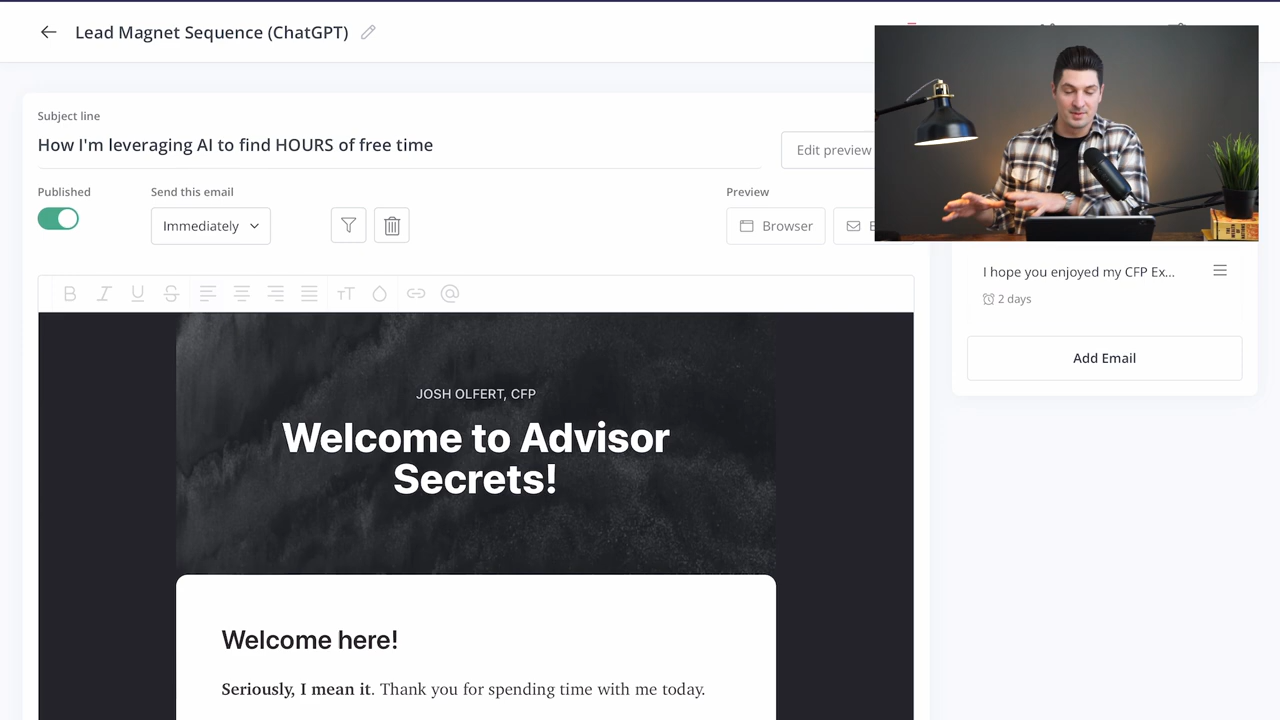 Lead Magnet Sequence (ChatGPT)
Subject line
How I'm leveraging AI to find HOURS of free time
Edit preview
Published
Send this email
Preview
Immediately
Browser
I hope you enjoyed my CFP Ex...
2 days
Add Email
JOSH OLFERT, CFP
Welcome to Advisor
Secrets!
Welcome here!
Seriously, I mean it. Thank you for spending time with me today.